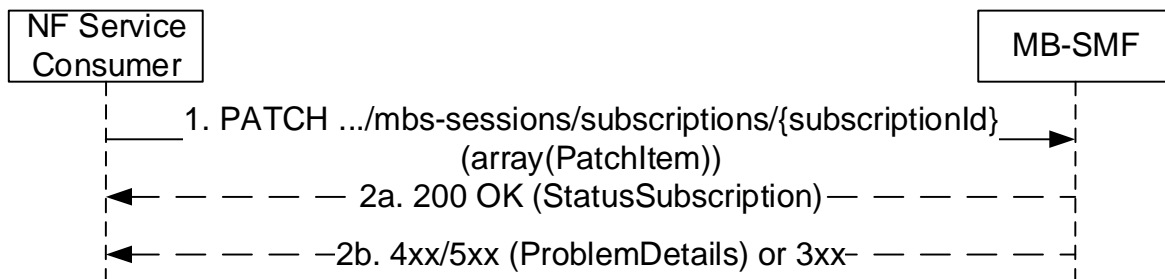 NF Service
Consumer
MB-SMF
1. PATCH .../mbs-sessions/subscriptions/{subscriptionId}
(array(PatchItem))
2a. 200 OK (StatusSubscription)
2b. 4xx/5xx (ProblemDetails) or 3xx